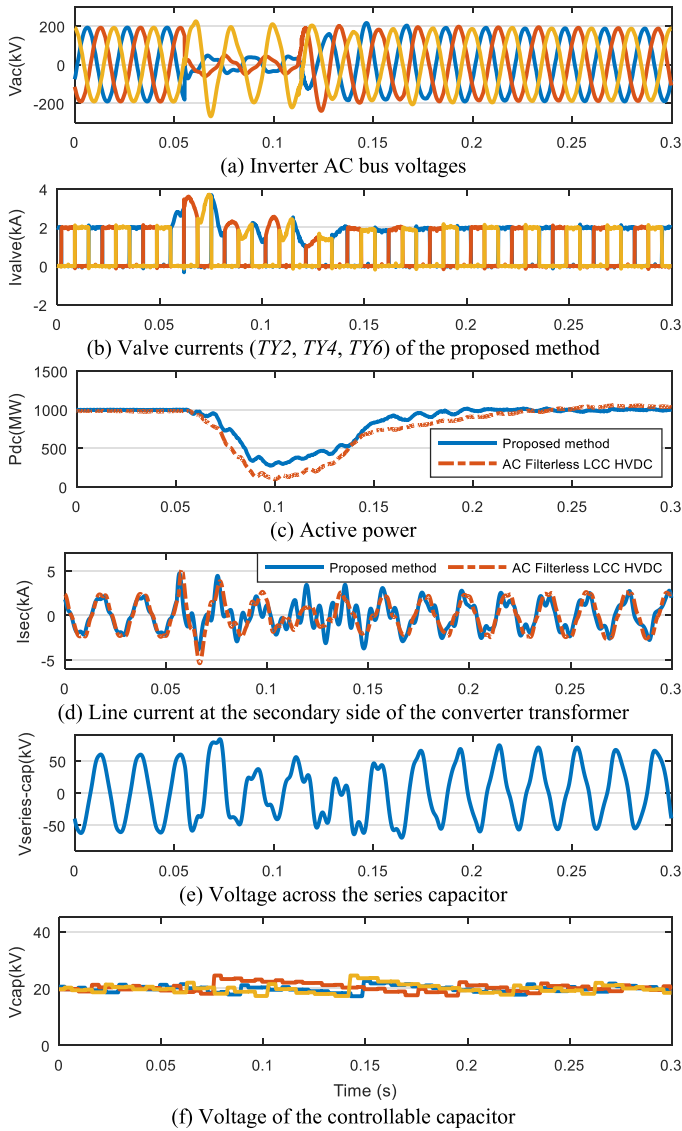 Vac(kV)
200
0
-200
0 0.05 0.1 0.15 0.2 0.25 0.3
(a) Inverter AC bus voltages
Ivalve(kA)
4
2
0
-2
0 0.05 0.1 0.15 0.2 0.25 0.3
(b) Valve currents (TY2, TY4, TY6) of the proposed method
Pdc(MW)
1500
1000
500
0
Proposed method
AC Filterless LCC HVDC
0 0.05 0.1 0.15 0.2 0.25 0.3
(c) Active power
Isec(kA)
5
0
-5
Proposed method AC Filterless LCC HVDC
0 0.05 0.1 0.15 0.2 0.25 0.3
(d) Line current at the secondary side of the converter transformer
Vseries-cap(kV)
50
0
-50
0 0.05 0.1 0.15 0.2 0.25 0.3
(e) Voltage across the series capacitor
Vcap(kV)
40
20
0
0 0.05 0.1 0.15 0.2 0.25 0.3
Time (s)
(f) Voltage of the controllable capacitor